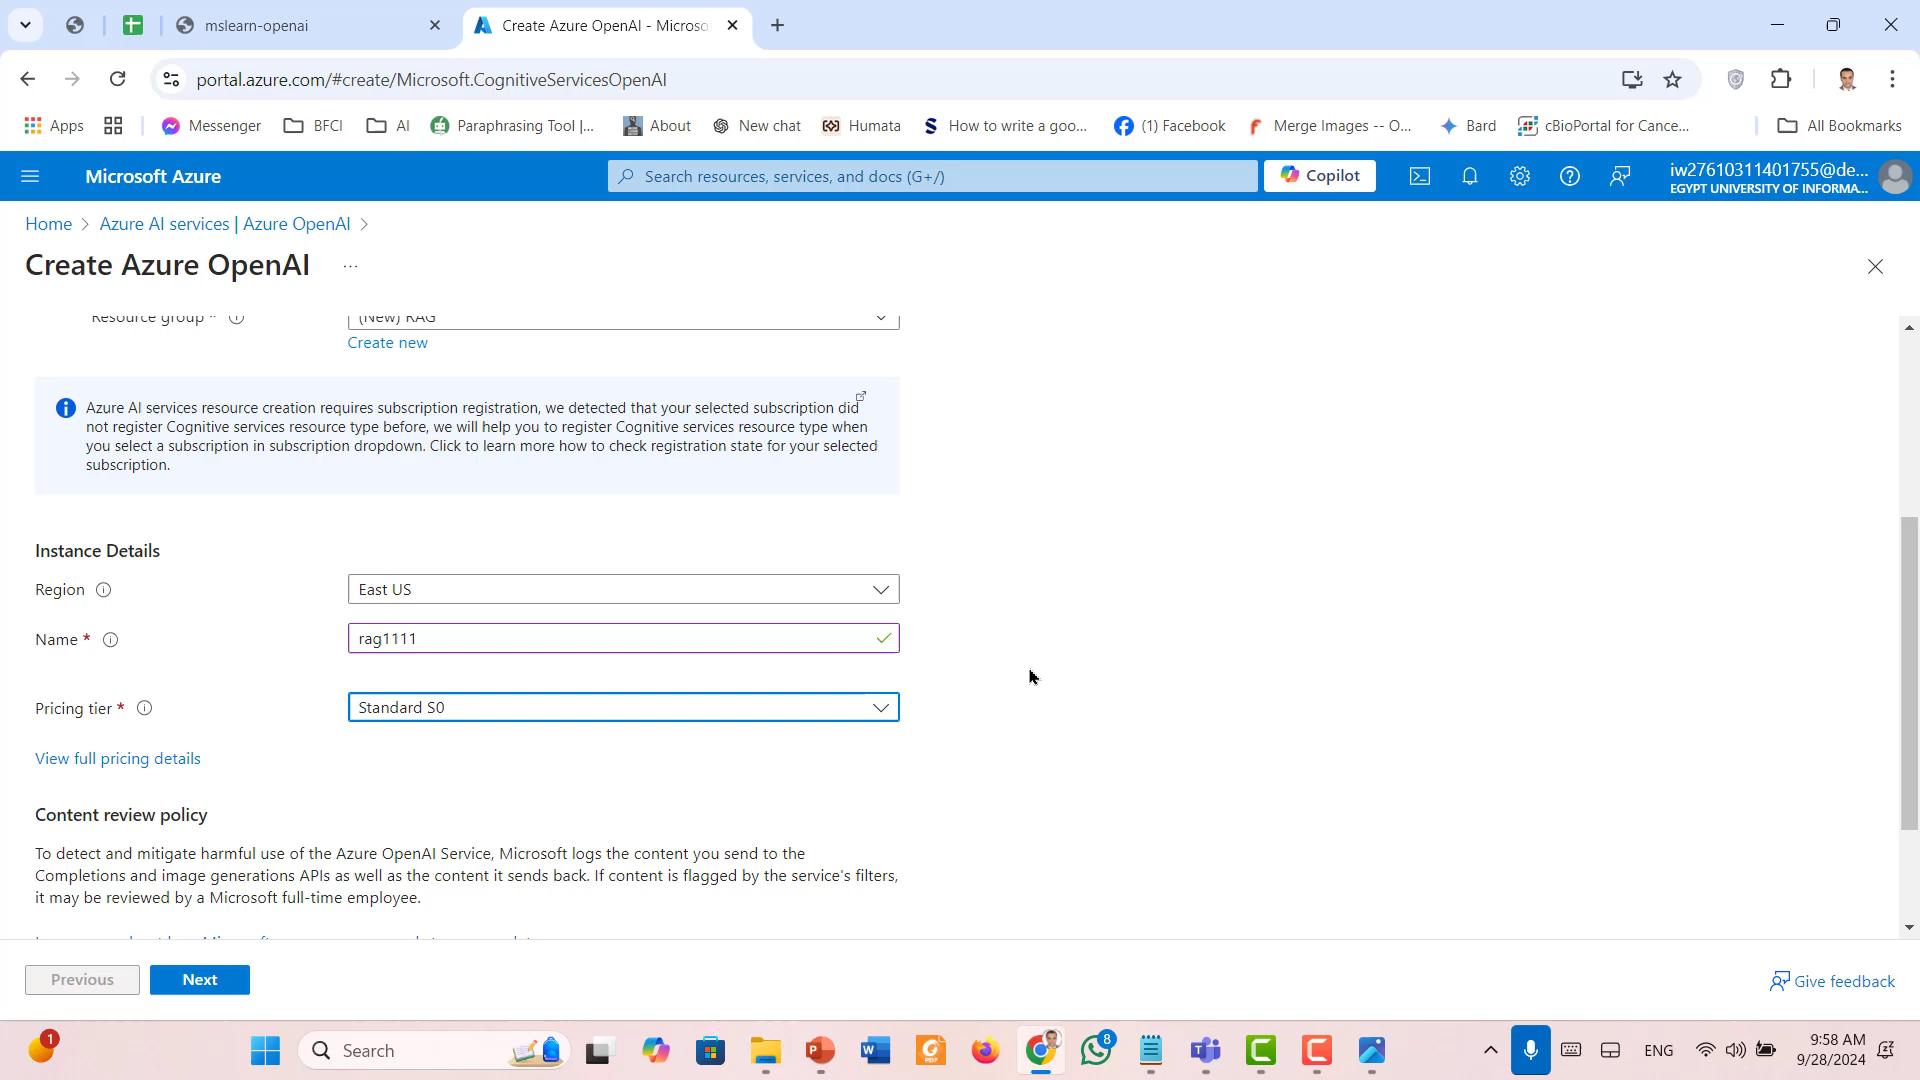 mslearn-openai
Create Azure OpenAI - Microso
portal.azure.com/#create/Microsoft.CognitiveServicesOpenAI
Apps
Messenger
BFCI
AI
Paraphrasing Tool |...
About
New chat
Humata
How to write a goo...
(1) Facebook
Merge Images -- O...
Bard
cBioPortal for Cance...
All Bookmarks
Microsoft Azure
Search resources, services, and docs (G+/)
Copilot
iw27610311401755@de...
EGYPT UNIVERSITY OF INFORMA...
Home > Azure AI services | Azure OpenAI >
Create Azure OpenAI ...
Resource group *
(New) RAG
Create new
Azure AI services resource creation requires subscription registration, we detected that your selected subscription did
not register Cognitive services resource type before, we will help you to register Cognitive services resource type when
you select a subscription in subscription dropdown. Click to learn more how to check registration state for your selected
subscription.
Instance Details
Region
East US
Name *
rag1111
Pricing tier *
Standard S0
View full pricing details
Content review policy
To detect and mitigate harmful use of the Azure OpenAI Service, Microsoft logs the content you send to the
Completions and image generations APIs as well as the content it sends back. If content is flagged by the service's filters,
it may be reviewed by a Microsoft full-time employee.
Previous
Next
Give feedback
1
Search
8
ENG
9:58 AM
9/28/2024